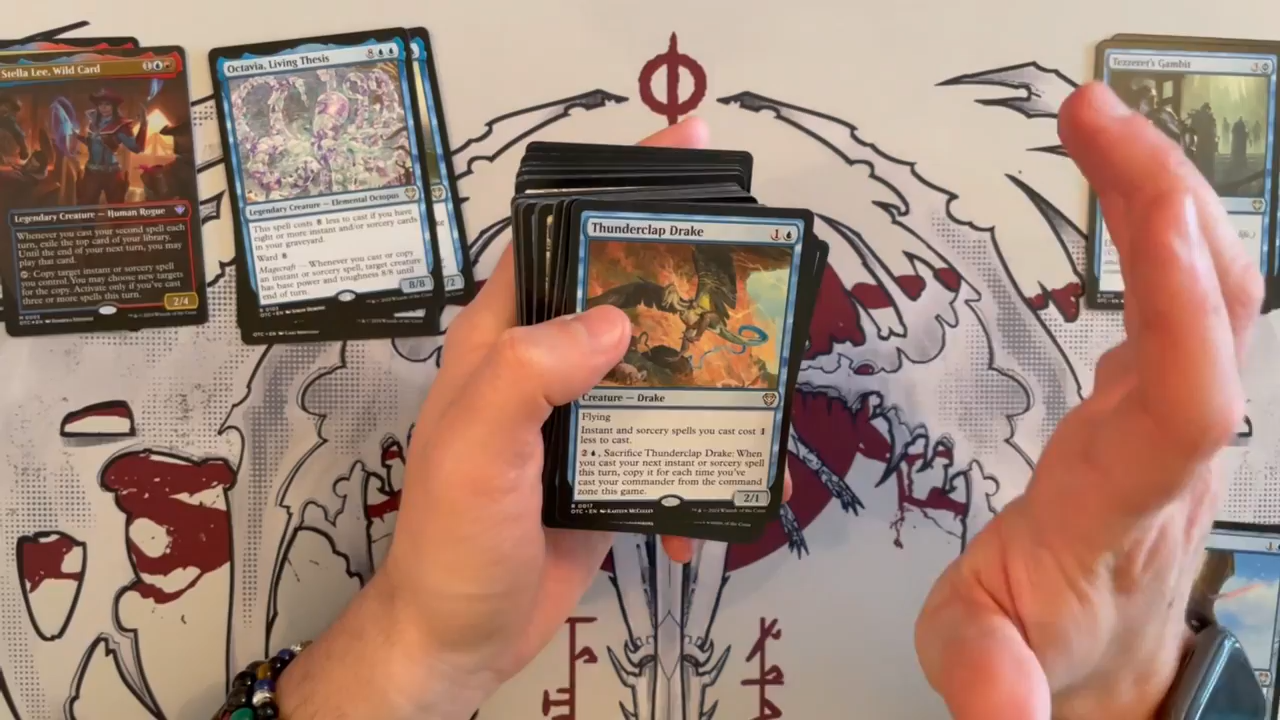 Stella Lee, Wild Card
Legendary Creature — Human Rogue
Whenever you cast your second spell each
turn, exile the top card of your library.
Until the end of your next turn, you may
play that card.
: Copy target instant or sorcery spell
you control. You may choose new targets
for the copy. Activate only if you've cast
three or more spells this turn.
2/4
Octavia, Living Thesis
8
Legendary Creature — Elemental Octopus
This spell costs 8 less to cast if you have
eight or more instant and/or sorcery cards
in your graveyard.
Ward 8
Magecraft — Whenever you cast or copy
an instant or sorcery spell, target creature
has base power and toughness 8/8 until
end of turn.
8/8
/2
Thunderclap Drake
1
Creature — Drake
Flying
Instant and sorcery spells you cast cost 1
less to cast.
2, Sacrifice Thunderclap Drake: When
you cast your next instant or sorcery spell
this turn, copy it for each time you've
cast your commander from the command
zone this game.
2/1
R 0017
OTC • EN
Tezzeret's Gambit
3